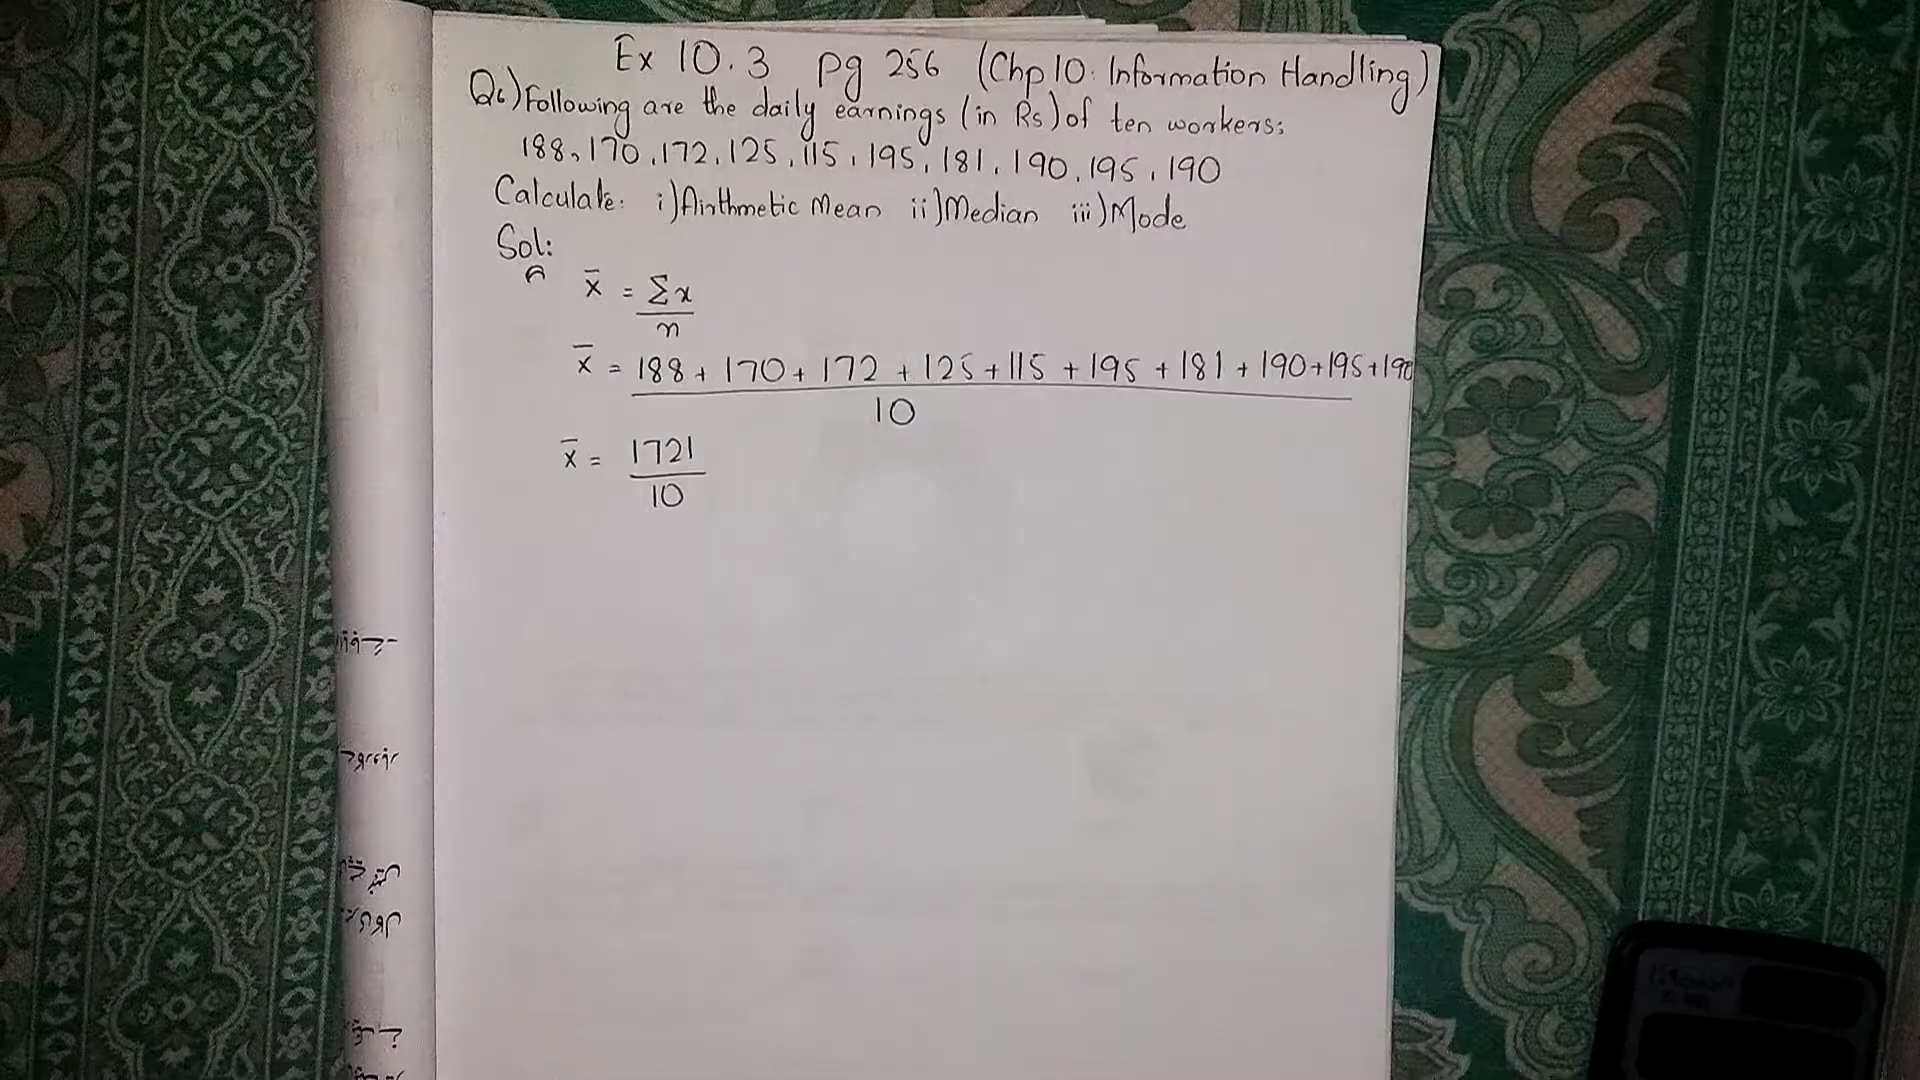 Ex 10.3 pg 256 (Chp 10: Information Handling)
Q6) Following are the daily earnings (in Rs) of ten workers:
188, 170, 172, 125, 115, 195, 181, 190, 195, 190
Calculate: i) Airthmetic Mean ii) Median iii) Mode
Sol:
x̄ = Σx
n
x̄ = 188 + 170 + 172 + 125 + 115 + 195 + 181 + 190 + 195 + 190
10
x̄ = 1721
10